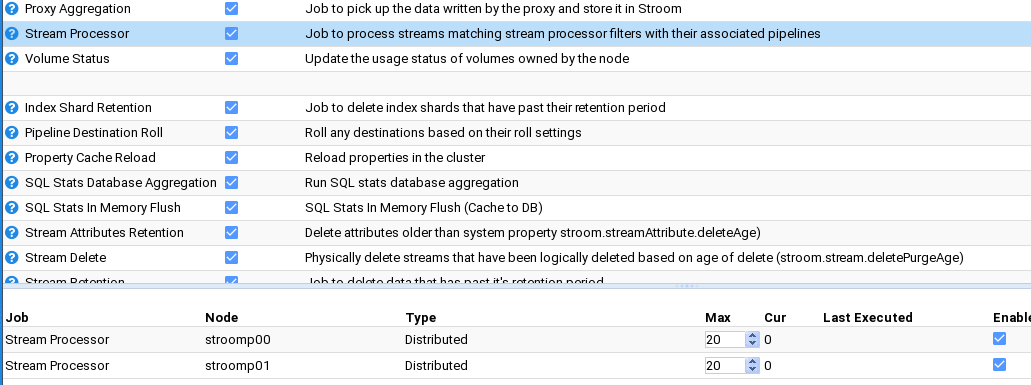 Proxy Aggregation Job to pick up the data written by the proxy and store it in Stroom
Stream Processor Job to process streams matching stream processor filters with their associated pipelines
Volume Status Update the usage status of volumes owned by the node
Index Shard Retention Job to delete index shards that have past their retention period
Pipeline Destination Roll Roll any destinations based on their roll settings
Property Cache Reload Reload properties in the cluster
SQL Stats Database Aggregation Run SQL stats database aggregation
SQL Stats In Memory Flush SQL Stats In Memory Flush (Cache to DB)
Stream Attributes Retention Delete attributes older than system property stroom.streamAttribute.deleteAge)
Stream Delete Physically delete streams that have been logically deleted based on age of delete (stroom.stream.deletePurgeAge)
Stream Retention Job to delete data that has past it's retention period
Job Node Type Max Cur Last Executed Enable
Stream Processor stroomp00 Distributed 20 0
Stream Processor stroomp01 Distributed 20 0